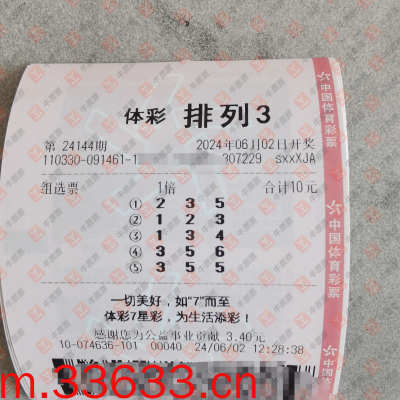 体彩 排列3
第 24144期 2024年06月02日开奖
110330-091461-1 307229 sxxXJA
组选票 1倍 合计10元
① 2 3 5
② 1 2 3
③ 1 3 4
④ 3 5 6
⑤ 3 5 5
一切美好，如“7”而至
体彩7星彩，为生活添彩！
感谢您为公益事业贡献 3.40元
10-074636-101 00040 24/06/02 12:28:38
中国体育彩票
中国体育彩票
m.33633.cn